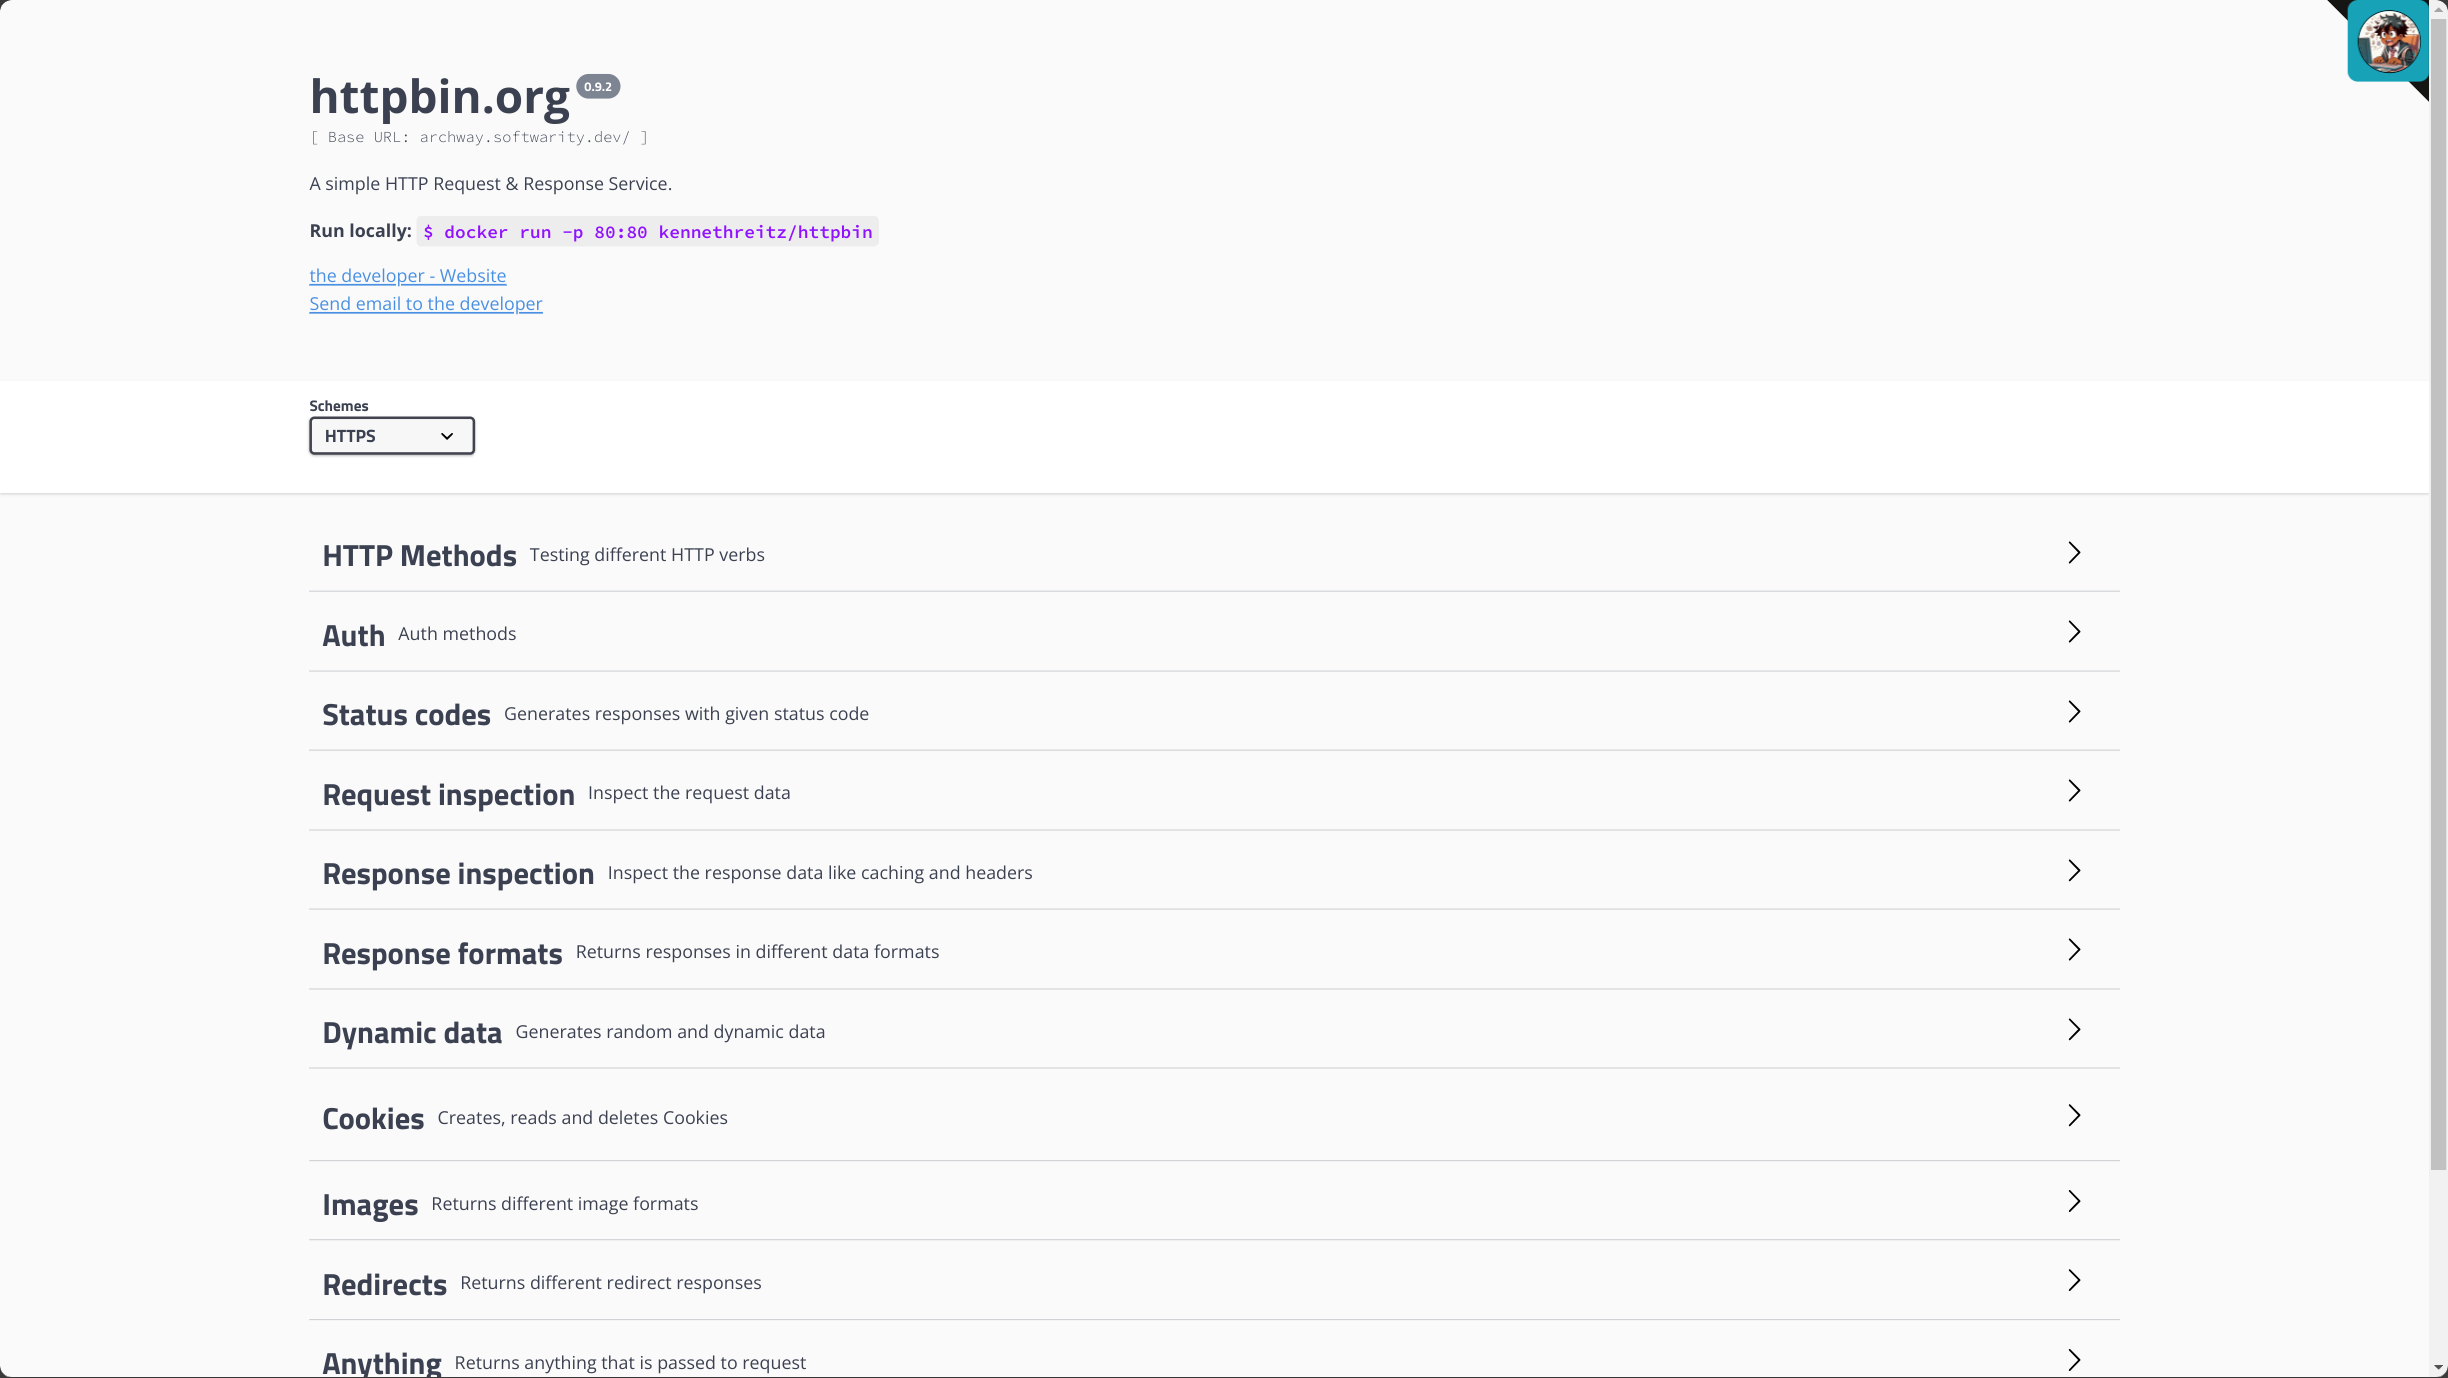 httpbin.org 0.9.2
[ Base URL: archway.softwarity.dev/ ]
A simple HTTP Request & Response Service.
Run locally: $ docker run -p 80:80 kennethreitz/httpbin
the developer - Website
Send email to the developer
Schemes
HTTPS
HTTP Methods Testing different HTTP verbs
Auth Auth methods
Status codes Generates responses with given status code
Request inspection Inspect the request data
Response inspection Inspect the response data like caching and headers
Response formats Returns responses in different data formats
Dynamic data Generates random and dynamic data
Cookies Creates, reads and deletes Cookies
Images Returns different image formats
Redirects Returns different redirect responses
Anything Returns anything that is passed to request